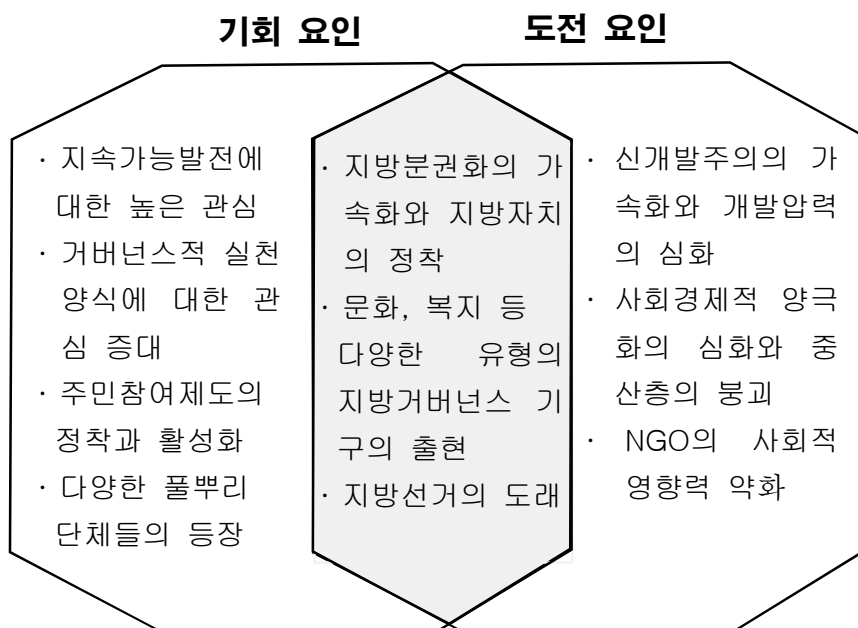 기회 요인
도전 요인
· 지속가능발전에
대한 높은 관심
· 거버넌스적 실천
양식에 대한 관
심 증대
· 주민참여제도의
정착과 활성화
· 다양한 풀뿌리
단체들의 등장
· 지방분권화의 가
속화와 지방자치
의 정착
· 문화, 복지 등
다양한 유형의
지방거버넌스 기
구의 출현
· 지방선거의 도래
· 신개발주의의 가
속화와 개발압력
의 심화
· 사회경제적 양극
화의 심화와 중
산층의 붕괴
· NGO의 사회적
영향력 약화